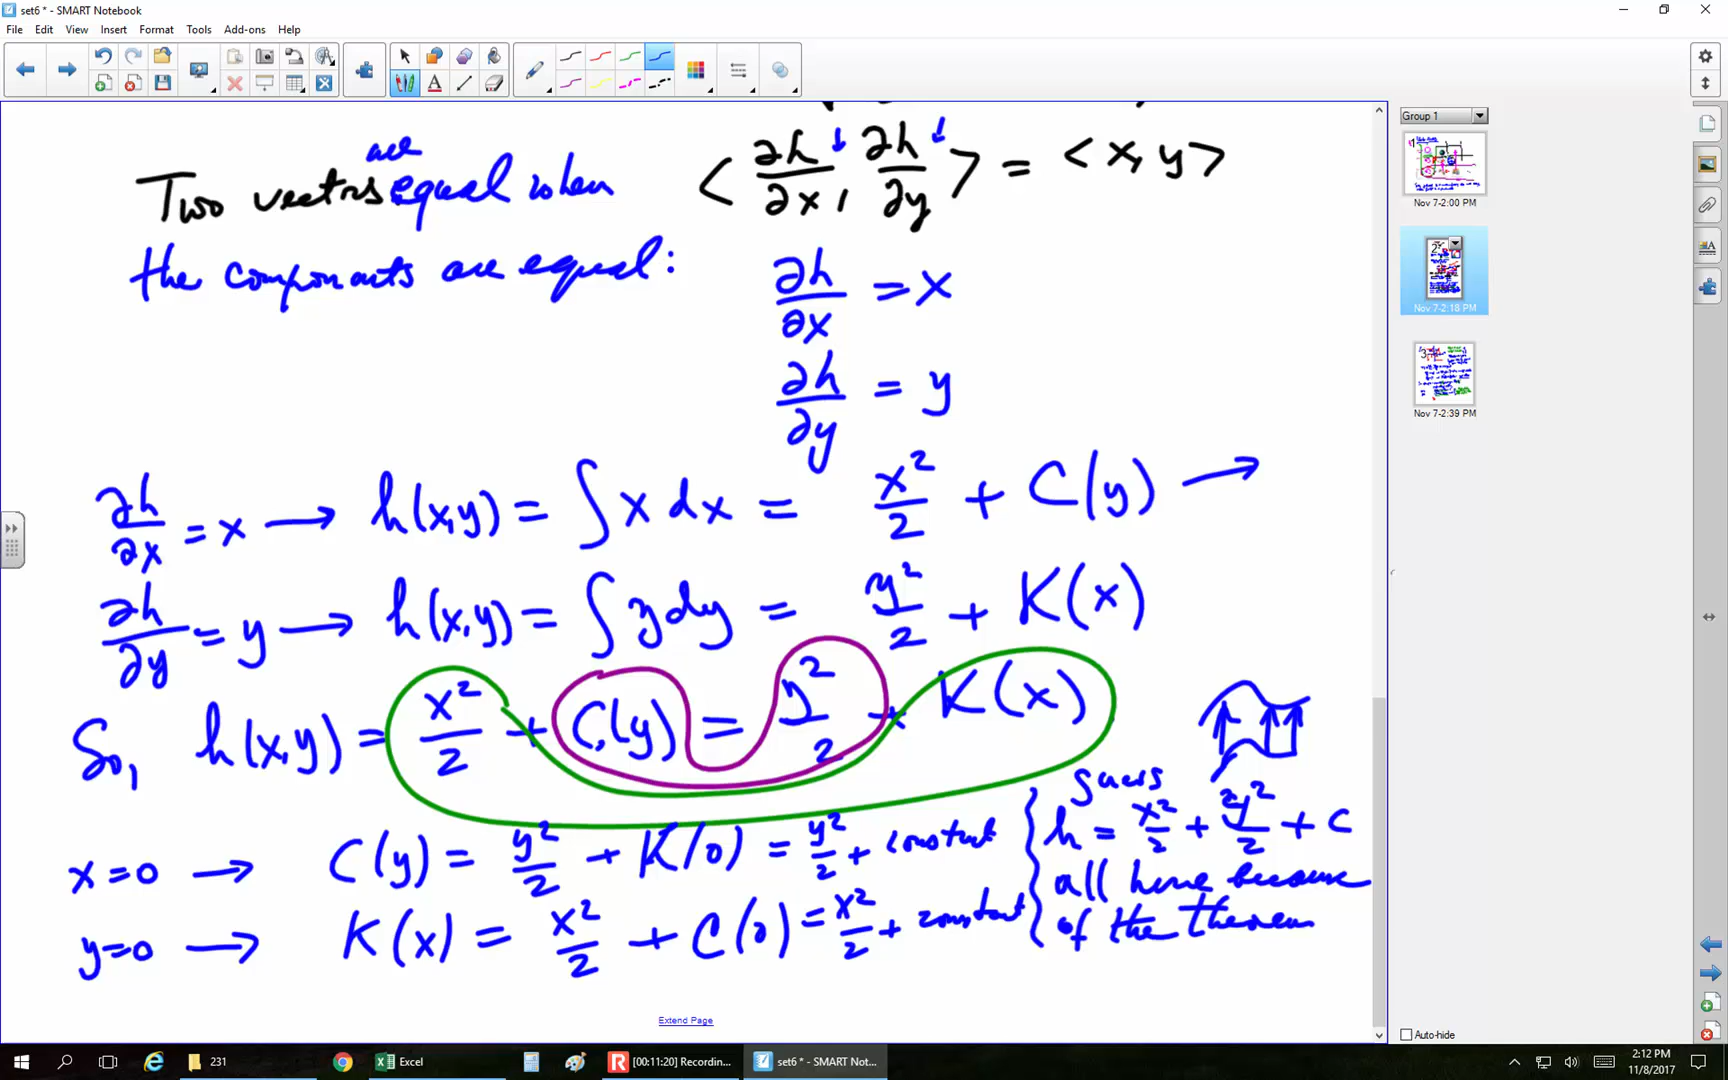 set6 * - SMART Notebook
File Edit View Insert Format Tools Add-ons Help
Two vectors are equal when < ∂h/∂x, ∂h/∂y > = < x, y >
the components are equal: ∂h/∂x = x
∂h/∂y = y
∂h/∂x = x → h(x,y) = ∫ x dx = x²/2 + C(y) →
∂h/∂y = y → h(x,y) = ∫ y dy = y²/2 + K(x)
So, h(x,y) = x²/2 + C(y) = y²/2 + K(x)
x=0 → C(y) = y²/2 + K(0) = y²/2 + constant
y=0 → K(x) = x²/2 + C(0) = x²/2 + constant
guess
h = x²/2 + y²/2 + C
all here because
of the theorem
Extend Page
Group 1
Nov 7-2:00 PM
Nov 7-2:18 PM
Nov 7-2:39 PM
Auto-hide
231
Excel
[00:11:20] Recordin...
set6 * - SMART Not...
2:12 PM
11/8/2017